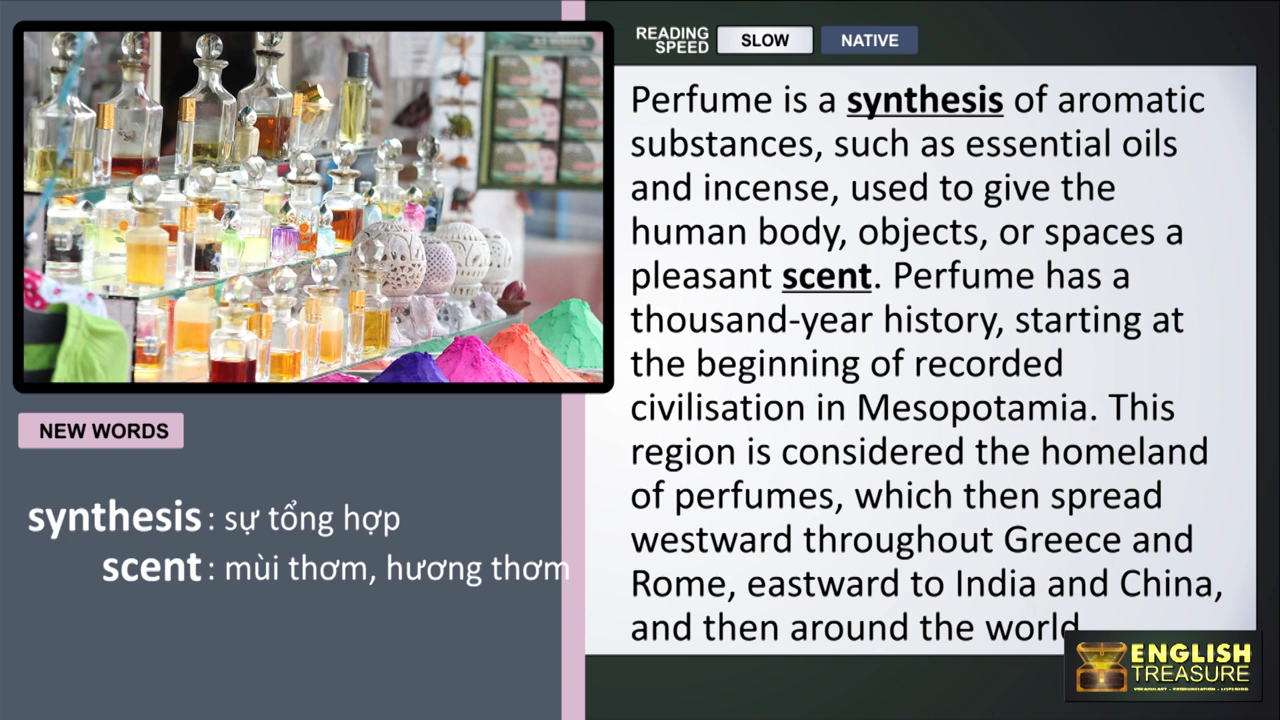 READING
SPEED
SLOW
NATIVE
Perfume is a synthesis of aromatic
substances, such as essential oils
and incense, used to give the
human body, objects, or spaces a
pleasant scent. Perfume has a
thousand-year history, starting at
the beginning of recorded
civilisation in Mesopotamia. This
region is considered the homeland
of perfumes, which then spread
westward throughout Greece and
Rome, eastward to India and China,
and then around the world
NEW WORDS
synthesis : sự tổng hợp
scent : mùi thơm, hương thơm
ENGLISH
TREASURE
VOCABULARY - PRONUNCIATION - LISTENING